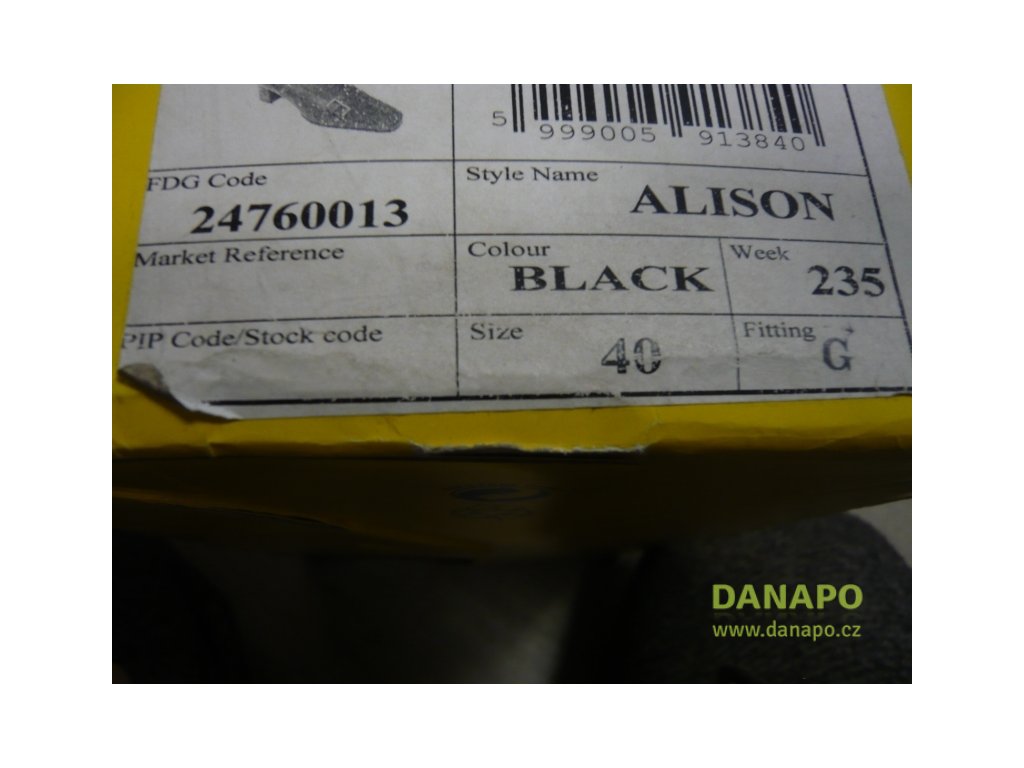 5 999005 913840
FDG Code
24760013
Style Name
ALISON
Market Reference
Colour
BLACK
Week
235
PIP Code/Stock code
Size
40
Fitting
G
DANAPO
www.danapo.cz